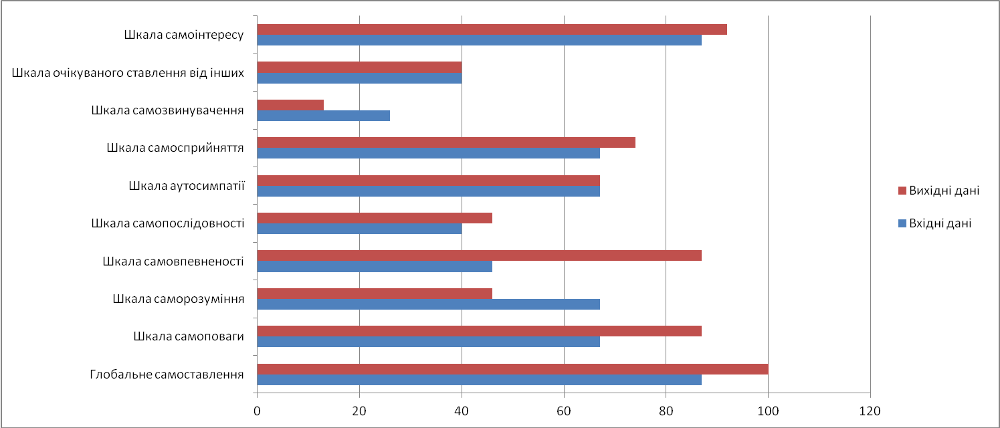 Шкала самоінтересу
Шкала очікуваного ставлення від інших
Шкала самозвинувачення
Шкала самосприйняття
Шкала аутосимпатії
Шкала самопослідовності
Шкала самовпевненості
Шкала саморозуміння
Шкала самоповаги
Глобальне самоставлення
0 20 40 60 80 100 120
Вихідні дані
Вхідні дані